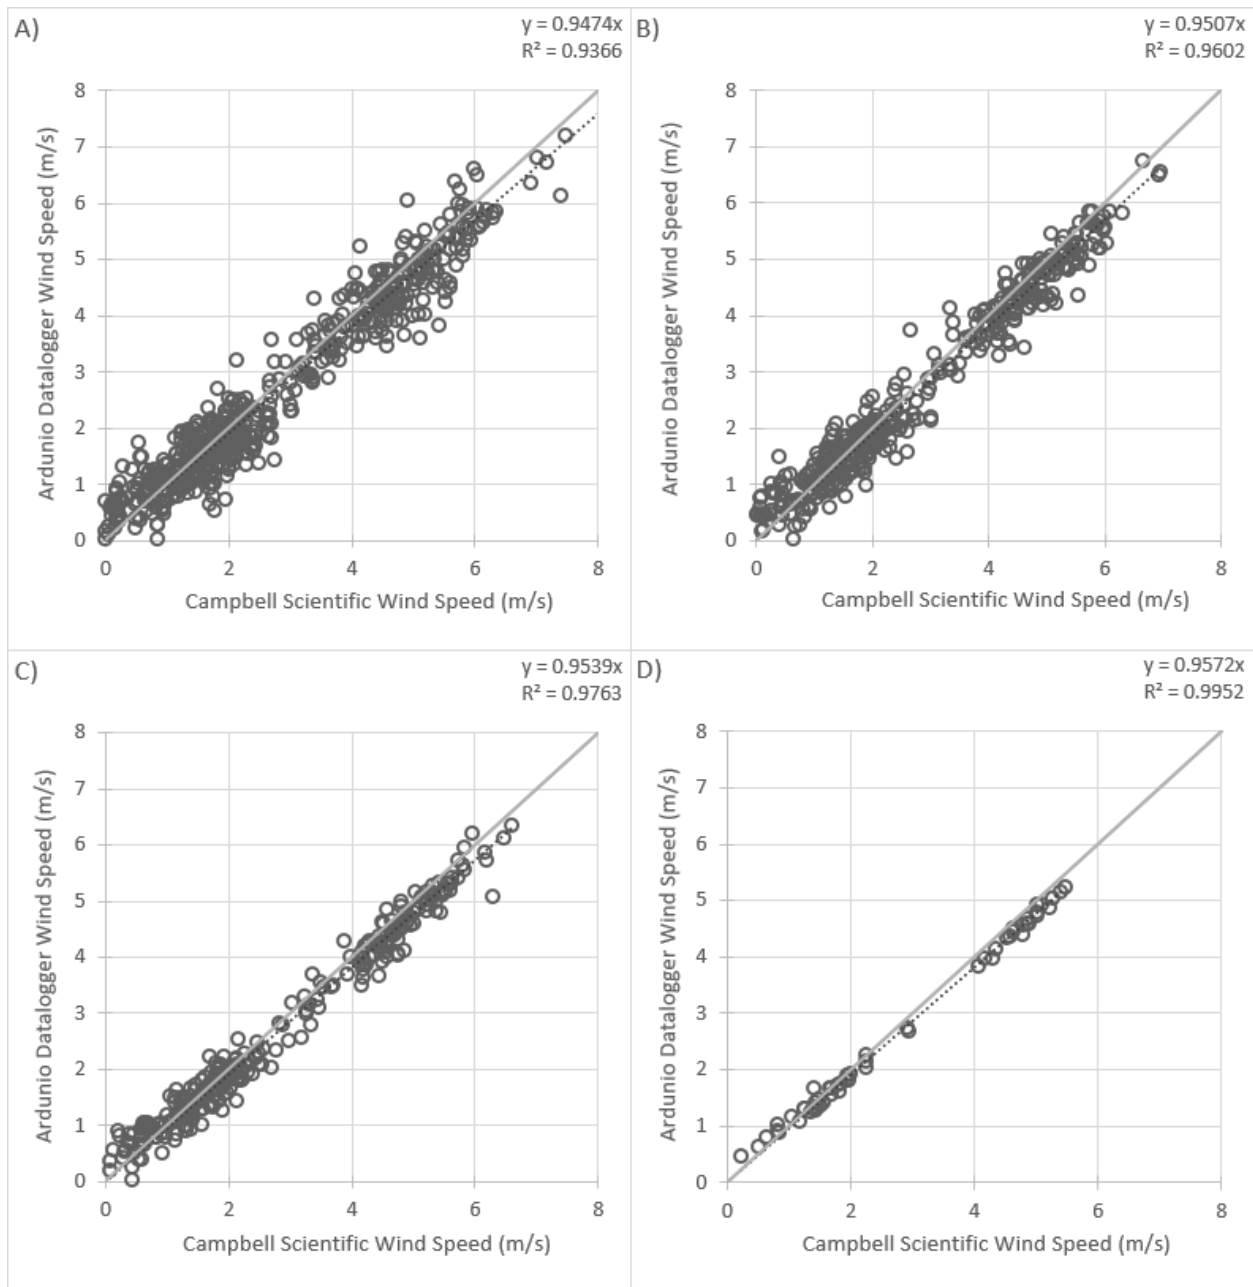 A)
y = 0.9474x
R² = 0.9366
8
7
6
5
4
3
2
1
0
Ardunio Datalogger Wind Speed (m/s)
0 2 4 6 8
Campbell Scientific Wind Speed (m/s)
B)
y = 0.9507x
R² = 0.9602
8
7
6
5
4
3
2
1
0
Ardunio Datalogger Wind Speed (m/s)
0 2 4 6 8
Campbell Scientific Wind Speed (m/s)
C)
y = 0.9539x
R² = 0.9763
8
7
6
5
4
3
2
1
0
Ardunio Datalogger Wind Speed (m/s)
0 2 4 6 8
Campbell Scientific Wind Speed (m/s)
D)
y = 0.9572x
R² = 0.9952
8
7
6
5
4
3
2
1
0
Ardunio Datalogger Wind Speed (m/s)
0 2 4 6 8
Campbell Scientific Wind Speed (m/s)